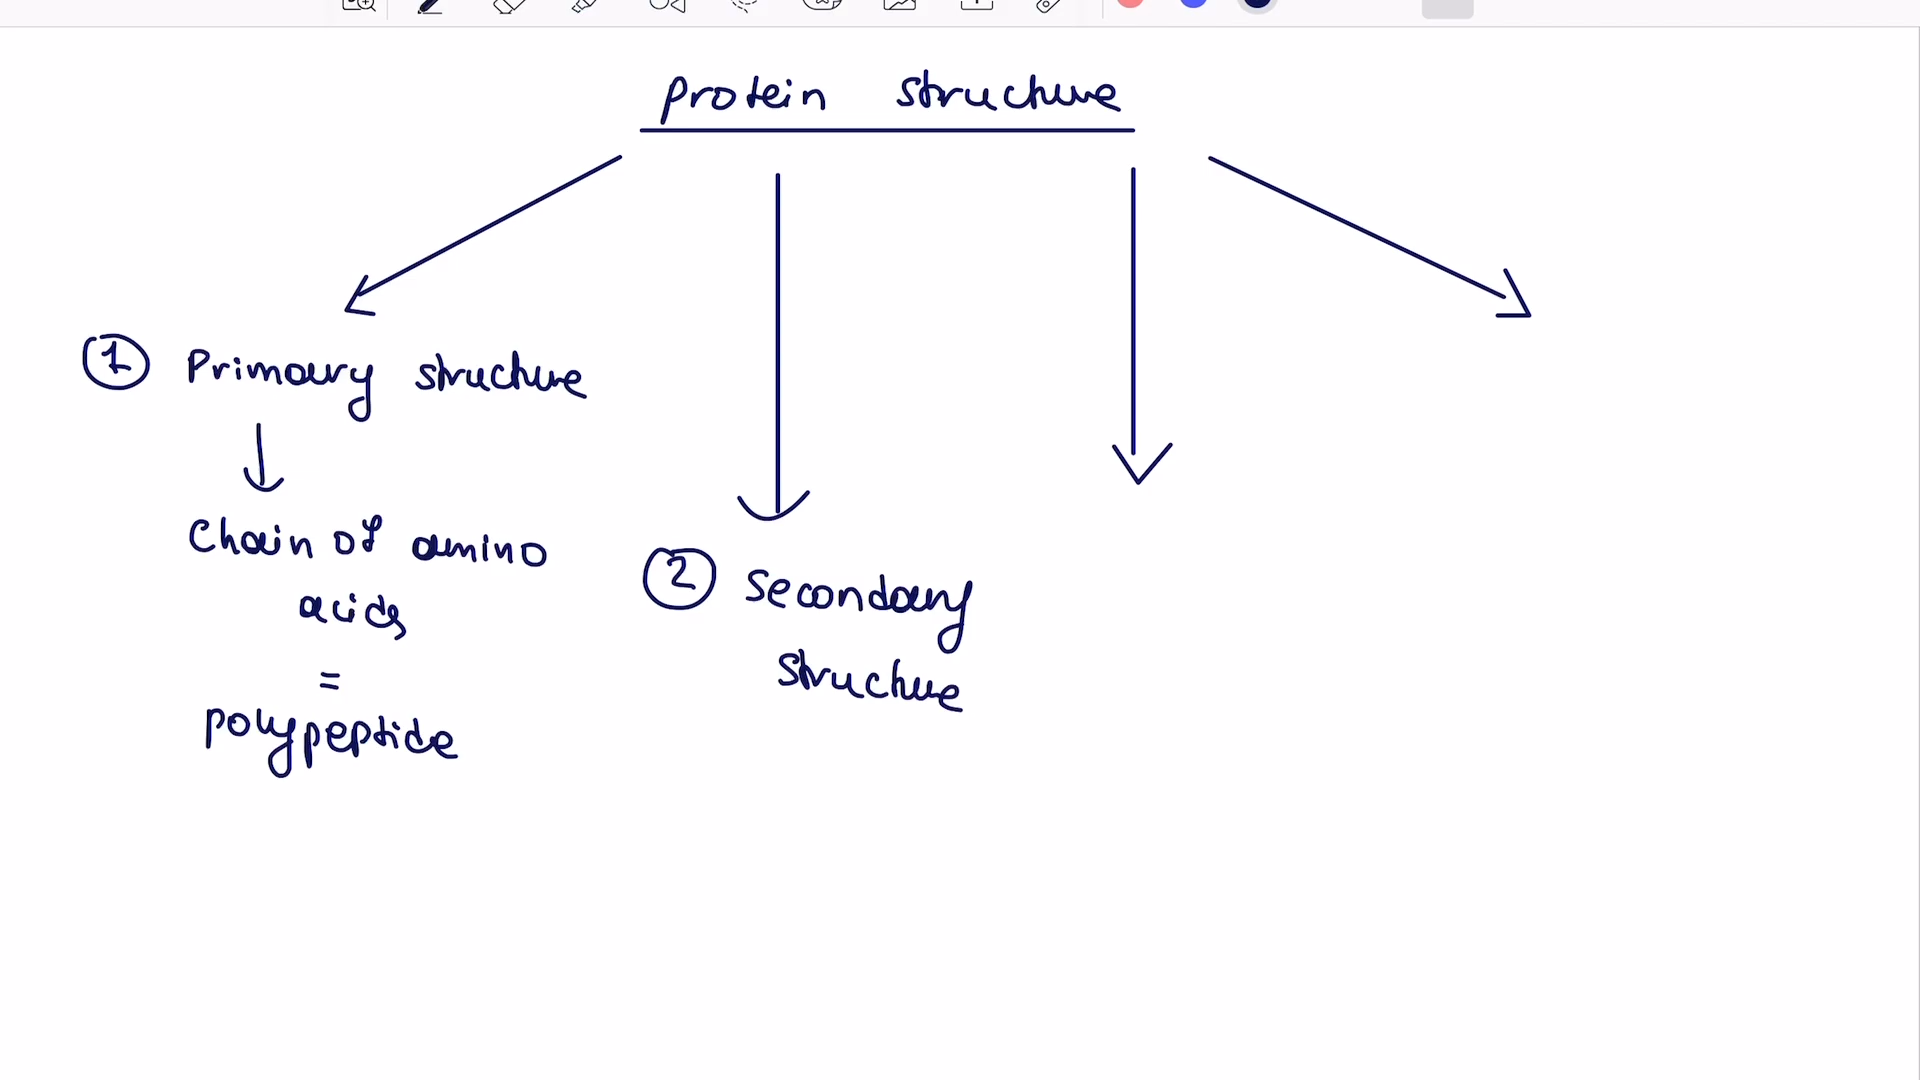 Protein structure
1 Primary structure
Chain of amino
acids
=
polypeptide
2 Secondary
structure